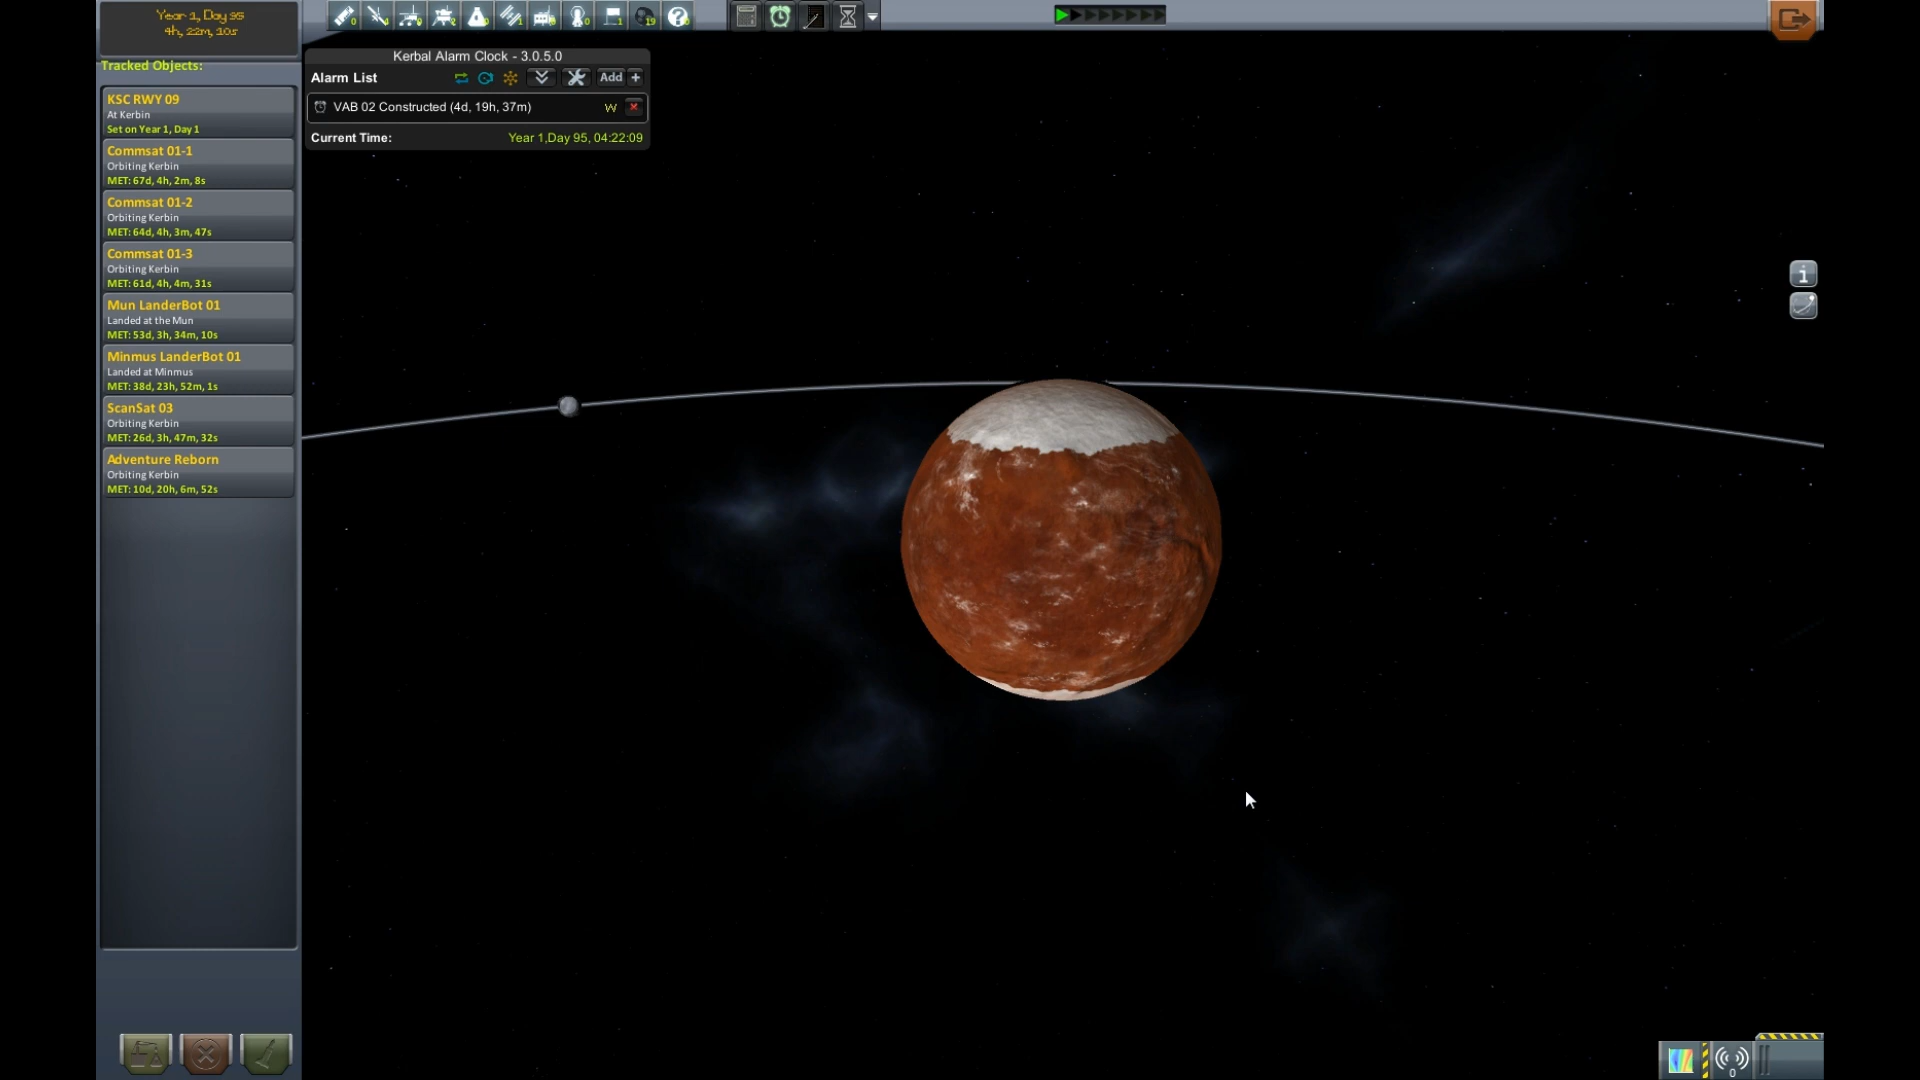 Year 1, Day 95
4h, 22m, 10s
Tracked Objects:
KSC RWY 09
At Kerbin
Set on Year 1, Day 1
Commsat 01-1
Orbiting Kerbin
MET: 67d, 4h, 2m, 8s
Commsat 01-2
Orbiting Kerbin
MET: 64d, 4h, 3m, 47s
Commsat 01-3
Orbiting Kerbin
MET: 61d, 4h, 4m, 31s
Mun LanderBot 01
Landed at the Mun
MET: 53d, 3h, 34m, 10s
Minmus LanderBot 01
Landed at Minmus
MET: 38d, 23h, 52m, 1s
ScanSat 03
Orbiting Kerbin
MET: 26d, 3h, 47m, 32s
Adventure Reborn
Orbiting Kerbin
MET: 10d, 20h, 6m, 52s
Kerbal Alarm Clock - 3.0.5.0
Alarm List
Add +
VAB 02 Constructed (4d, 19h, 37m)
Current Time:
Year 1,Day 95, 04:22:09
0